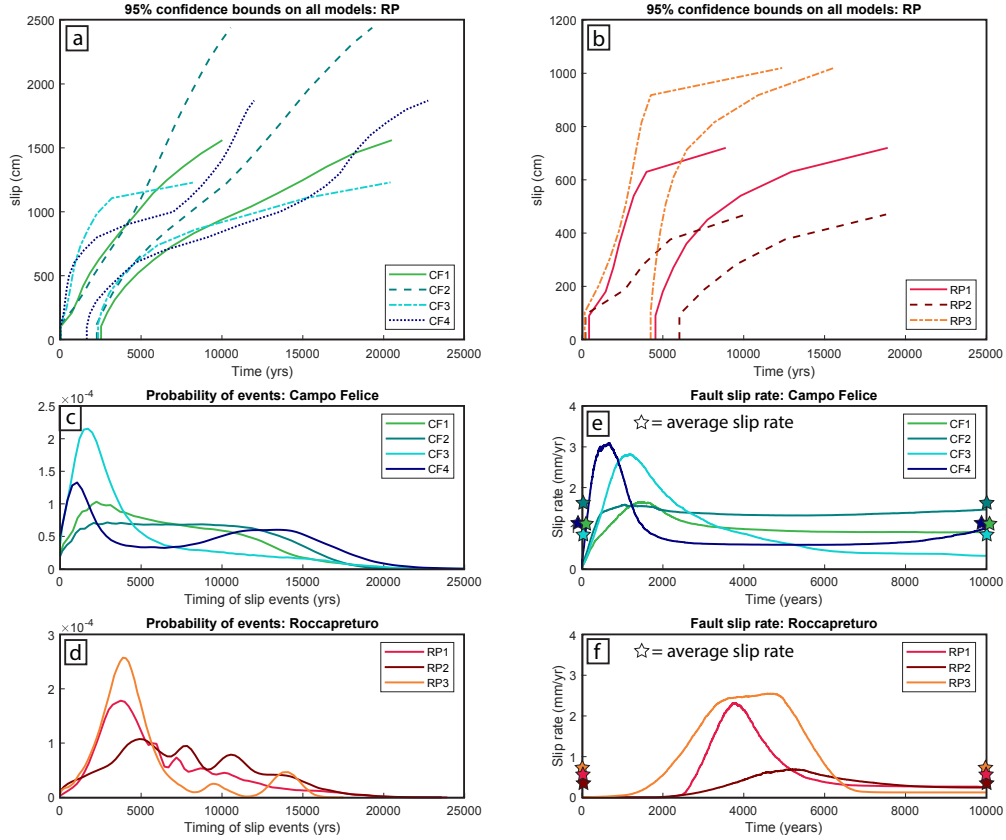 95% confidence bounds on all models: RP
a
2500
2000
1500
1000
500
0
slip (cm)
0 5000 10000 15000 20000 25000
Time (yrs)
CF1
CF2
CF3
CF4
95% confidence bounds on all models: RP
b
1200
1000
800
600
400
200
0
slip (cm)
0 5000 10000 15000 20000 25000
Time (yrs)
RP1
RP2
RP3
Probability of events: Campo Felice
×10⁻⁴
c
2.5
2
1.5
1
0.5
0
0 5000 10000 15000 20000 25000
Timing of slip events (yrs)
CF1
CF2
CF3
CF4
Fault slip rate: Campo Felice
e
☆= average slip rate
4
3
2
1
0
Slip rate (mm/yr)
0 2000 4000 6000 8000 10000
Time (years)
CF1
CF2
CF3
CF4
Probability of events: Roccapreturo
×10⁻⁴
d
3
2
1
0
0 5000 10000 15000 20000 25000
Timing of slip events (yrs)
RP1
RP2
RP3
Fault slip rate: Roccapreturo
f
☆= average slip rate
4
3
2
1
0
Slip rate (mm/yr)
0 2000 4000 6000 8000 10000
Time (years)
RP1
RP2
RP3